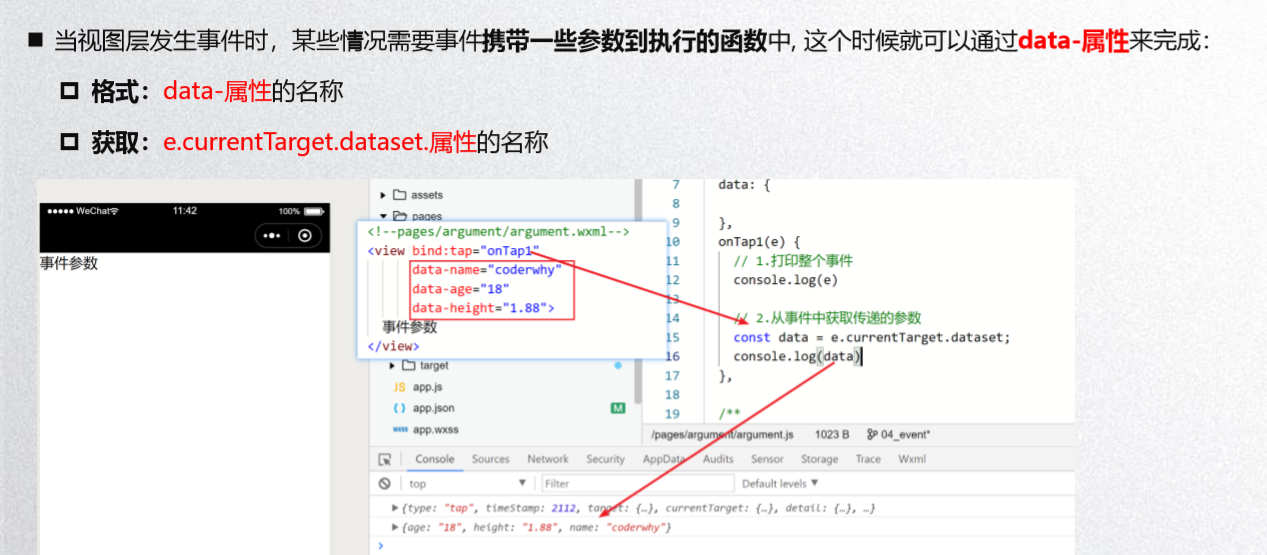 当视图层发生事件时，某些情况需要事件携带一些参数到执行的函数中, 这个时候就可以通过data-属性来完成：
格式：data-属性的名称
获取：e.currentTarget.dataset.属性的名称
WeChat 11:42 100%
事件参数
assets
pages
<!--pages/argument/argument.wxml-->
<view bind:tap="onTap1"
data-name="coderwhy"
data-age="18"
data-height="1.88">
事件参数
</view>
target
JS app.js
{} app.json M
wxss app.wxss
7 data: {
8
9 },
10 onTap1(e) {
11 // 1.打印整个事件
12 console.log(e)
13
14 // 2.从事件中获取传递的参数
15 const data = e.currentTarget.dataset;
16 console.log(data)
17 },
18
19 /**
/pages/argument/argument.js 1023 B 04_event*
Console Sources Network Security AppData Audits Sensor Storage Trace Wxml
top Filter Default levels
{type: "tap", timeStamp: 2112, target: {…}, currentTarget: {…}, detail: {…}, …}
{age: "18", height: "1.88", name: "coderwhy"}